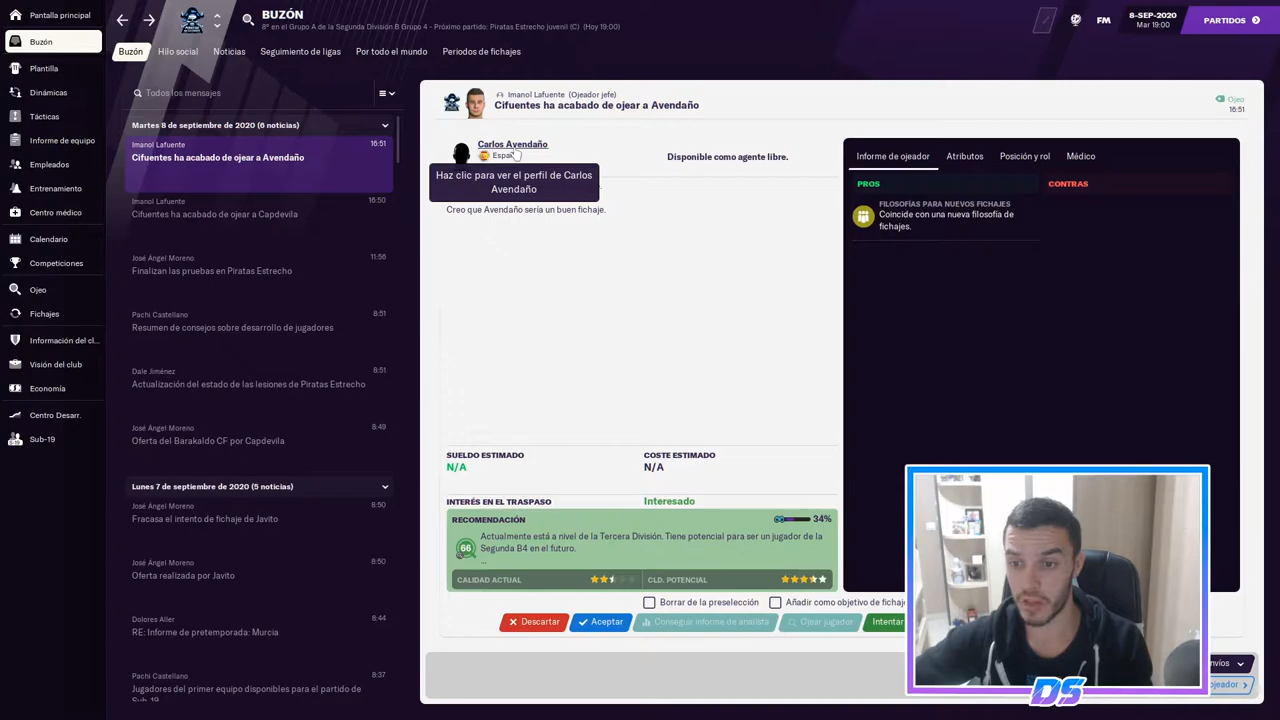 Plantilla principal
Buzón
Plantilla
Dinámicas
Tácticas
Informe de equipo
Empleados
Entrenamiento
Centro médico
Calendario
Competiciones
Ojeo
Fichajes
Información del cl...
Visión del club
Economía
Centro Desarr.
Sub-19
BUZÓN
8º en el Grupo A de la Segunda División B Grupo 4 - Próximo partido: Piratas Estrecho juvenil (C) (Hoy 19:00)
FM
8-SEP-2020
Mar 19:00
PARTIDOS
Buzón
Hilo social
Noticias
Seguimiento de ligas
Por todo el mundo
Periodos de fichajes
Todos los mensajes
Martes 8 de septiembre de 2020 (6 noticias)
Imanol Lafuente 16:51
Cifuentes ha acabado de ojear a Avendaño
Imanol Lafuente 16:50
Cifuentes ha acabado de ojear a Capdevila
José Ángel Moreno 11:56
Finalizan las pruebas en Piratas Estrecho
Pachi Castellano 8:51
Resumen de consejos sobre desarrollo de jugadores
Dale Jiménez 8:51
Actualización del estado de las lesiones de Piratas Estrecho
José Ángel Moreno 8:49
Oferta del Barakaldo CF por Capdevila
Lunes 7 de septiembre de 2020 (5 noticias)
José Ángel Moreno 8:50
Fracasa el intento de fichaje de Javito
José Ángel Moreno 8:50
Oferta realizada por Javito
Dolores Aller 8:44
RE: Informe de pretemporada: Murcia
Pachi Castellano 8:37
Jugadores del primer equipo disponibles para el partido de
Sub-19
Imanol Lafuente (Ojeador jefe)
Cifuentes ha acabado de ojear a Avendaño
Ojeo
16:51
Carlos Avendaño
Españ
Disponible como agente libre.
Haz clic para ver el perfil de Carlos
Avendaño
Creo que Avendaño sería un buen fichaje.
SUELDO ESTIMADO
N/A
COSTE ESTIMADO
N/A
INTERÉS EN EL TRASPASO
Interesado
RECOMENDACIÓN
34%
66
Actualmente está a nivel de la Tercera División. Tiene potencial para ser un jugador de la
Segunda B4 en el futuro.
...
CALIDAD ACTUAL
CLD. POTENCIAL
Informe de ojeador
Atributos
Posición y rol
Médico
PROS
CONTRAS
FILOSOFÍAS PARA NUEVOS FICHAJES
Coincide con una nueva filosofía de
fichajes.
Borrar de la preselección
Añadir como objetivo de fichaje
Descartar
Aceptar
Conseguir informe de analista
Ojear jugador
Intentar
nvíos
ojeador
DS